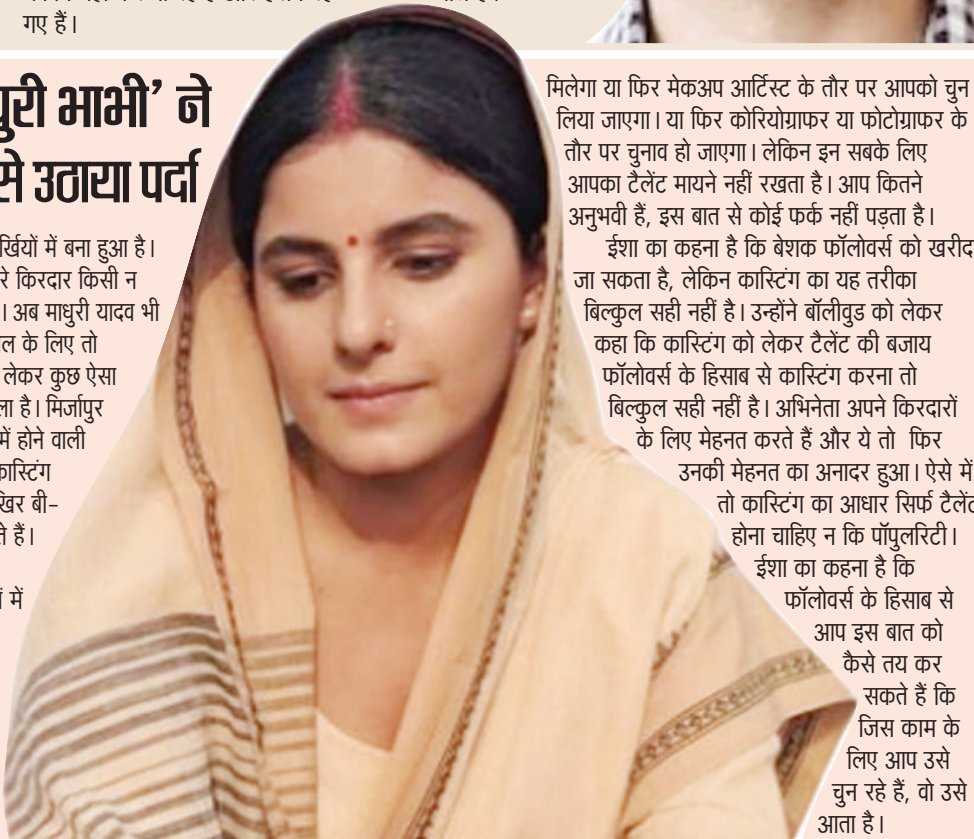 गए हैं।
पुरी भाभी’ ने
से उठाया पर्दा
र्खियों में बना हुआ है।
रे किरदार किसी न
। अब माधुरी यादव भी
ल के लिए तो
लेकर कुछ ऐसा
ला है। मिर्जापुर
में होने वाली
कास्टिंग
खिर बी-
ते हैं।
में
मिलेगा या फिर मेकअप आर्टिस्ट के तौर पर आपको चुन
लिया जाएगा। या फिर कोरियोग्राफर या फोटोग्राफर के
तौर पर चुनाव हो जाएगा। लेकिन इन सबके लिए
आपका टैलेंट मायने नहीं रखता है। आप कितने
अनुभवी हैं, इस बात से कोई फर्क नहीं पड़ता है।
ईशा का कहना है कि बेशक फॉलोवर्स को खरीद
जा सकता है, लेकिन कास्टिंग का यह तरीका
बिल्कुल सही नहीं है। उन्होंने बॉलीवुड को लेकर
कहा कि कास्टिंग को लेकर टैलेंट की बजाय
फॉलोवर्स के हिसाब से कास्टिंग करना तो
बिल्कुल सही नहीं है। अभिनेता अपने किरदारों
के लिए मेहनत करते हैं और ये तो फिर
उनकी मेहनत का अनादर हुआ। ऐसे में
तो कास्टिंग का आधार सिर्फ टैलेंट
होना चाहिए न कि पॉपुलरिटी।
ईशा का कहना है कि
फॉलोवर्स के हिसाब से
आप इस बात को
कैसे तय कर
सकते हैं कि
जिस काम के
लिए आप उसे
चुन रहे हैं, वो उसे
आता है।